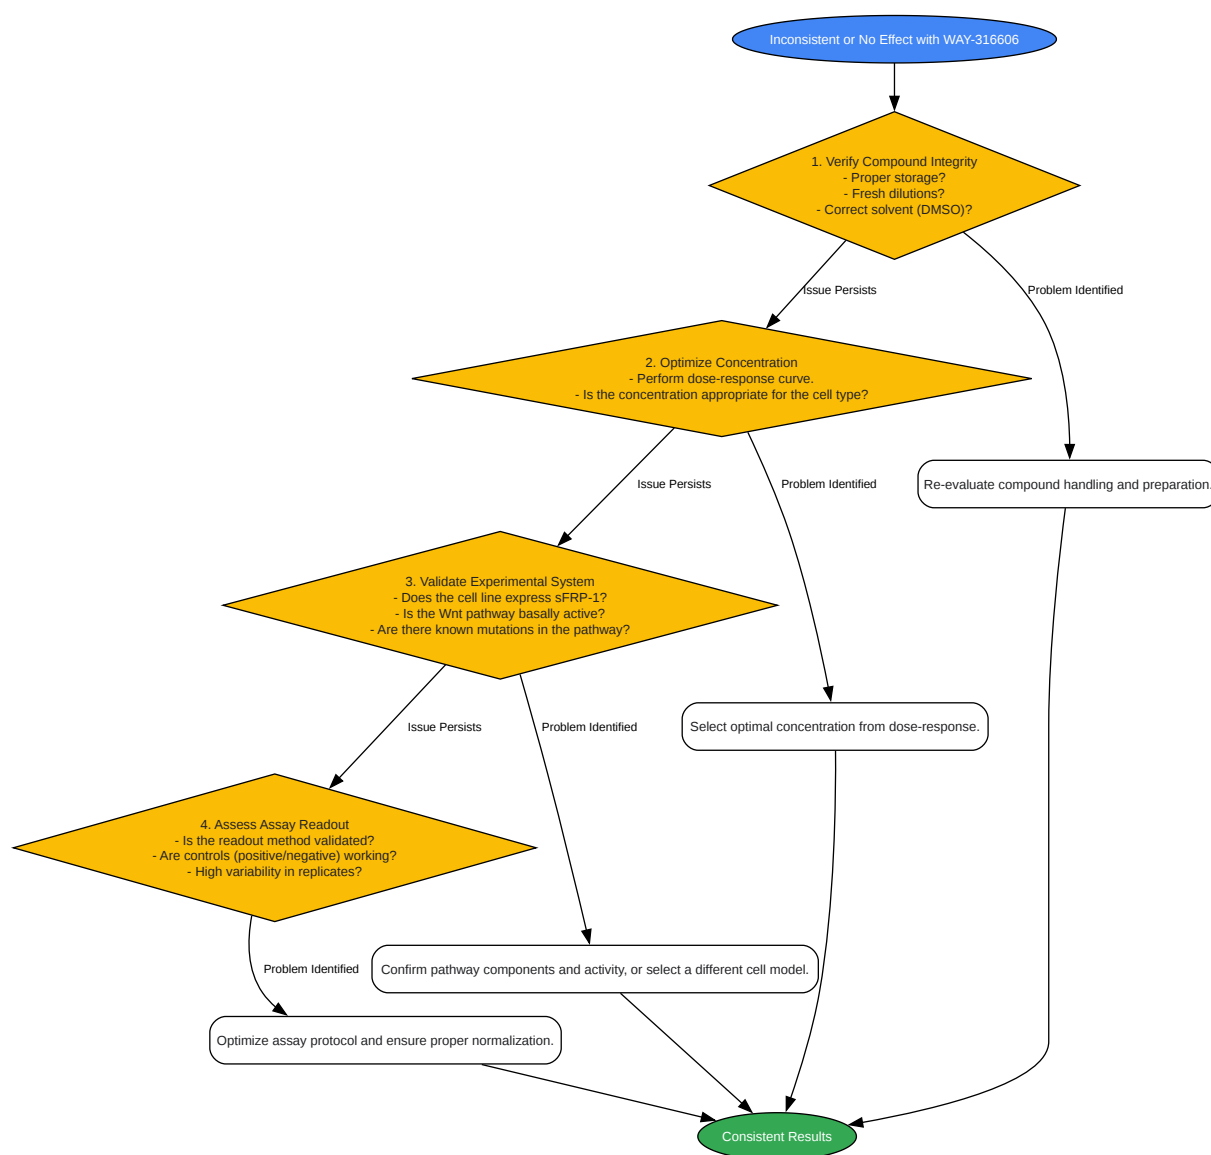 Inconsistent or No Effect with WAY-316606
1. Verify Compound Integrity
- Proper storage?
- Fresh dilutions?
- Correct solvent (DMSO)?
Issue Persists
Problem Identified
2. Optimize Concentration
- Perform dose-response curve.
- Is the concentration appropriate for the cell type?
Issue Persists
Problem Identified
Re-evaluate compound handling and preparation.
3. Validate Experimental System
- Does the cell line express sFRP-1?
- Is the Wnt pathway basally active?
- Are there known mutations in the pathway?
Issue Persists
Problem Identified
Select optimal concentration from dose-response.
4. Assess Assay Readout
- Is the readout method validated?
- Are controls (positive/negative) working?
- High variability in replicates?
Problem Identified
Confirm pathway components and activity, or select a different cell model.
Optimize assay protocol and ensure proper normalization.
Consistent Results